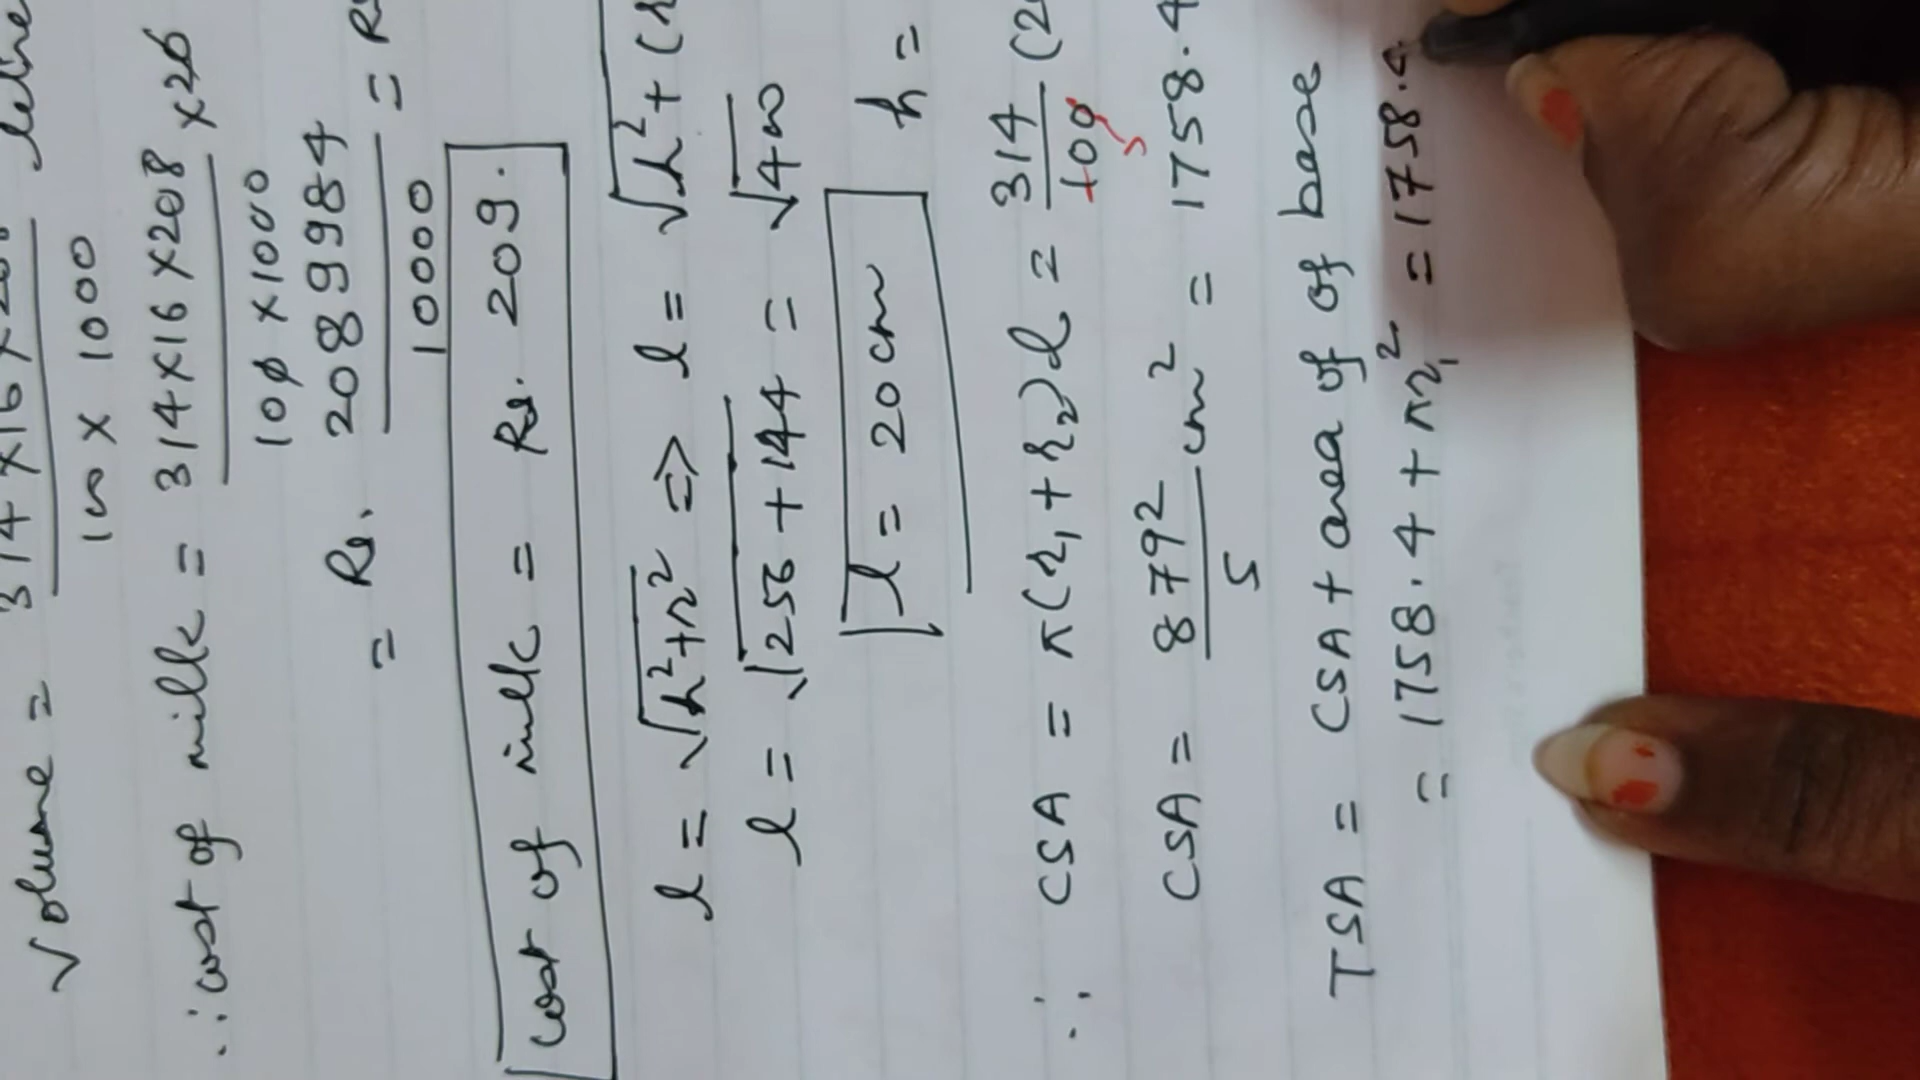 Volume = 314 × 16 × 208 / 100 × 1000
∴ cost of milk = 314 × 16 × 208 × 20 / 100 × 1000
= Rs. 2089984 / 10000 = R
cost of milk = Rs. 209.
l = √h² + r² ⇒ l = √h² + (r
l = √256 + 144 = √400
l = 20 cm h =
∴ CSA = π(r₁ + r₂)l = 314/100 (2
CSA = 8792/5 cm² = 1758.4
TSA = CSA + area of of base
= 1758.4 + πr₁² = 1758.4